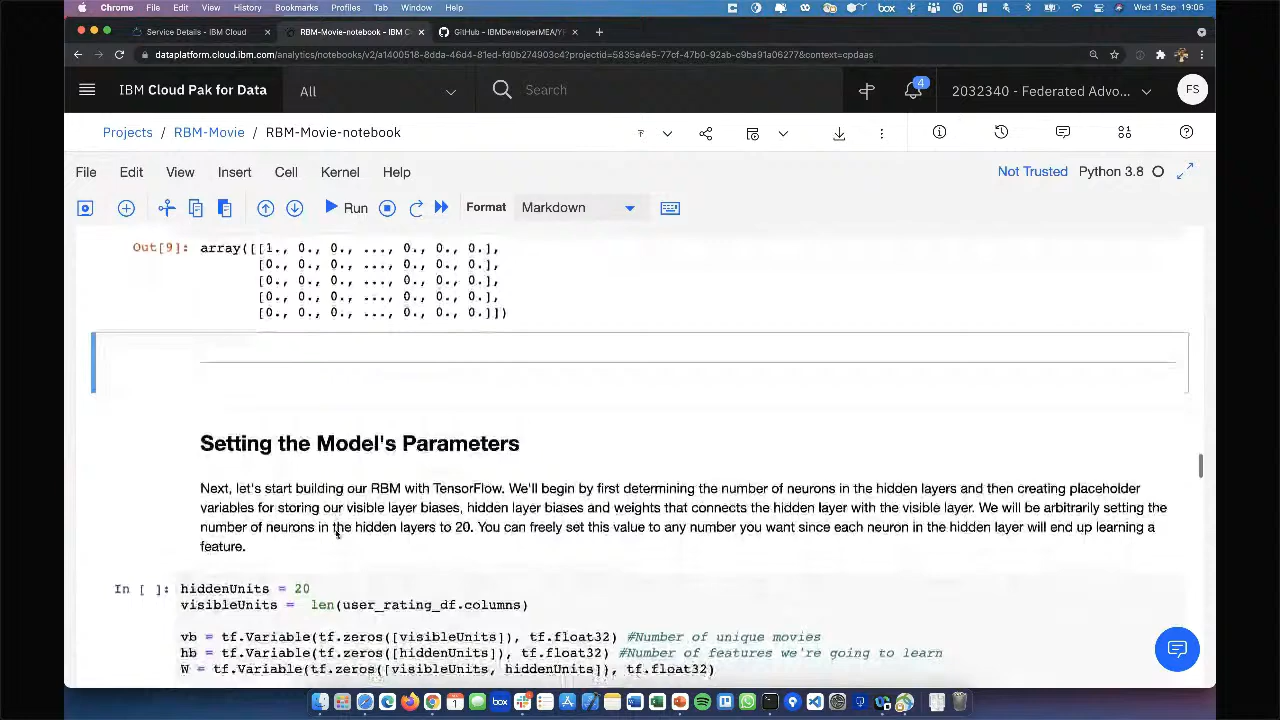 Chrome File Edit View History Bookmarks Profiles Tab Window Help
box
Wed 1 Sep 19:05
Service Details - IBM Cloud
RBM-Movie-notebook - IBM C
GitHub - IBMDeveloperMEA/YF
dataplatform.cloud.ibm.com/analytics/notebooks/v2/a1400518-8dda-46d4-81ed-fd0b274903c4?projectid=5835a4e5-77cf-47b0-92ab-c9ba91a06277&context=cpdaas
IBM Cloud Pak for Data
All
Search
4
2032340 - Federated Advo...
FS
Projects / RBM-Movie / RBM-Movie-notebook
File Edit View Insert Cell Kernel Help
Not Trusted
Python 3.8
Run
Format
Markdown
Out[9]: array([[1., 0., 0., ..., 0., 0., 0.],
[0., 0., 0., ..., 0., 0., 0.],
[0., 0., 0., ..., 0., 0., 0.],
[0., 0., 0., ..., 0., 0., 0.],
[0., 0., 0., ..., 0., 0., 0.]])
Setting the Model's Parameters
Next, let's start building our RBM with TensorFlow. We'll begin by first determining the number of neurons in the hidden layers and then creating placeholder
variables for storing our visible layer biases, hidden layer biases and weights that connects the hidden layer with the visible layer. We will be arbitrarily setting the
number of neurons in the hidden layers to 20. You can freely set this value to any number you want since each neuron in the hidden layer will end up learning a
feature.
In [ ]: hiddenUnits = 20
visibleUnits = len(user_rating_df.columns)
vb = tf.Variable(tf.zeros([visibleUnits]), tf.float32) #Number of unique movies
hb = tf.Variable(tf.zeros([hiddenUnits]), tf.float32) #Number of features we're going to learn
W = tf.Variable(tf.zeros([visibleUnits, hiddenUnits]), tf.float32)
box